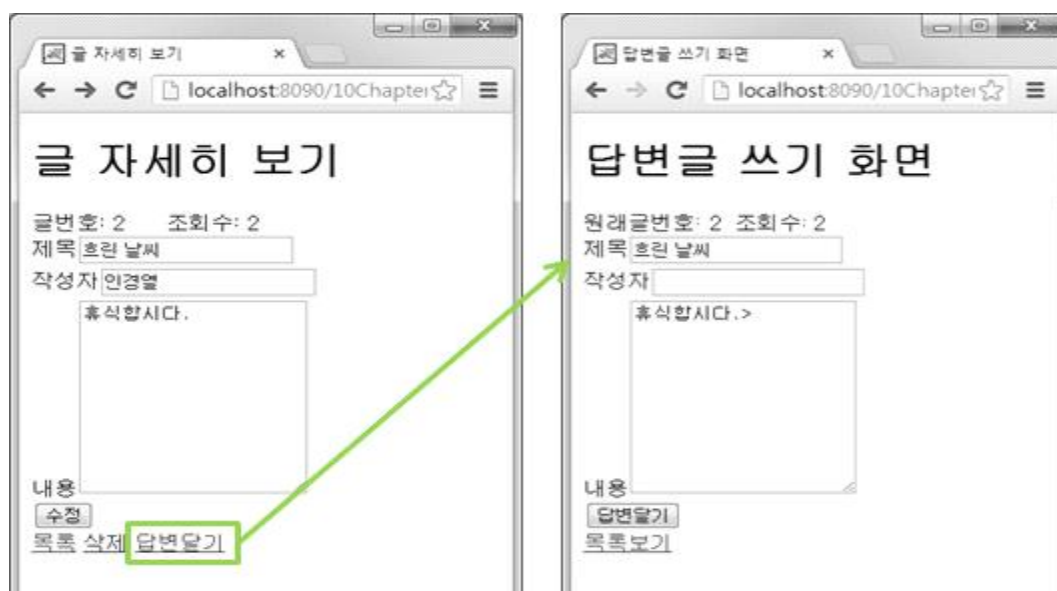 글 자세히 보기
localhost:8090/10Chapter
글 자세히 보기
글번호: 2 조회수: 2
제목 흐린 날씨
작성자 인경열
휴식합시다.
내용
수정
목록 삭제 답변달기
답변글 쓰기 화면
localhost:8090/10Chapter
답변글 쓰기 화면
원래글번호: 2 조회수: 2
제목 흐린 날씨
작성자
휴식합시다.>
내용
답변달기
목록보기